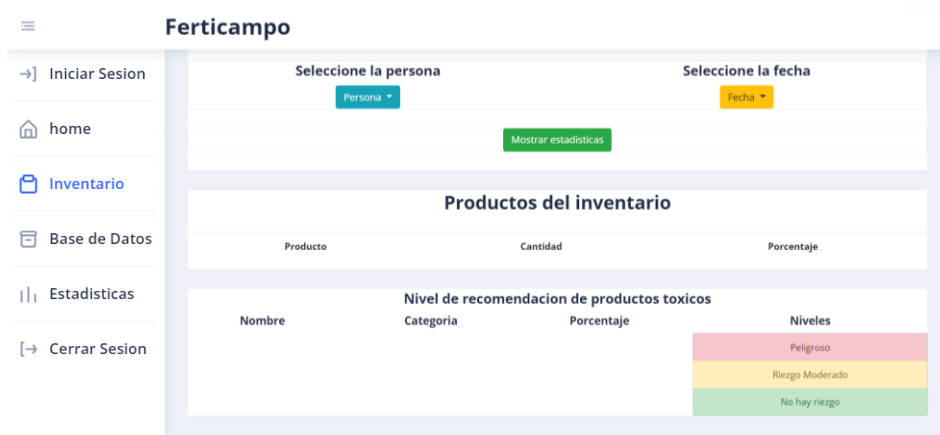 Ferticampo
Iniciar Sesion
home
Inventario
Base de Datos
Estadisticas
Cerrar Sesion
Seleccione la persona
Seleccione la fecha
Persona
Fecha
Mostrar estadisticas
Productos del inventario
Producto Cantidad Porcentaje
Nivel de recomendacion de productos toxicos
Nombre Categoria Porcentaje Niveles
Peligroso
Riezgo Moderado
No hay riezgo